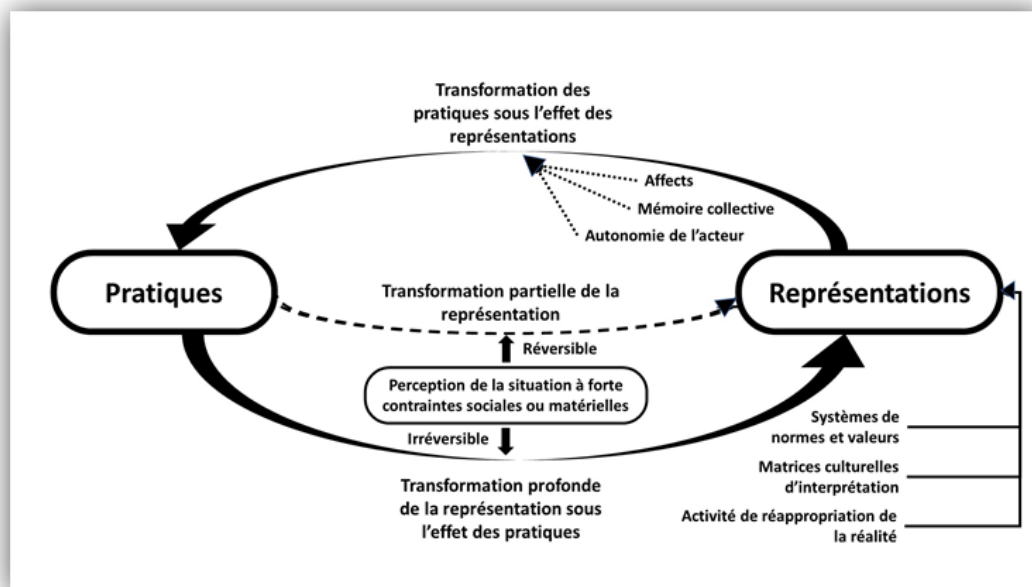 Transformation des
pratiques sous l'effet des
représentations
Affects
Mémoire collective
Autonomie de l'acteur
Pratiques
Représentations
Transformation partielle de la
représentation
Réversible
Perception de la situation à forte
contraintes sociales ou matérielles
Irréversible
Transformation profonde
de la représentation sous
l'effet des pratiques
Systèmes de
normes et valeurs
Matrices culturelles
d'interprétation
Activité de réappropriation de
la réalité